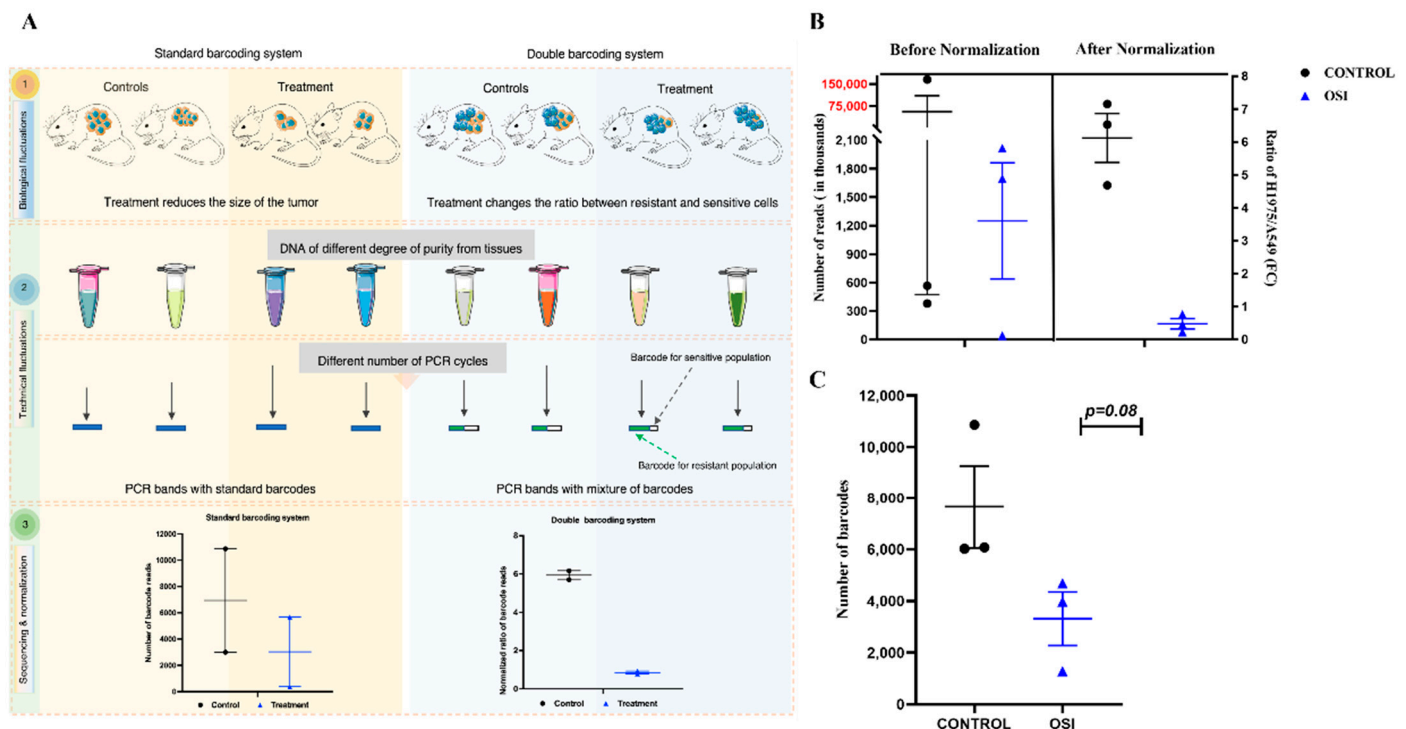 A
Standard barcoding system
Double barcoding system
1
Biological fluctuations
Controls
Treatment
Controls
Treatment
Treatment reduces the size of the tumor
Treatment changes the ratio between resistant and sensitive cells
2
Technical fluctuations
DNA of different degree of purity from tissues
Different number of PCR cycles
Barcode for sensitive population
Barcode for resistant population
PCR bands with standard barcodes
PCR bands with mixture of barcodes
3
Sequencing & normalization
Standard barcoding system
Number of barcode reads
12000
10000
8000
6000
4000
2000
0
Control
Treatment
Double barcoding system
Normalized ratio of barcode reads
8
6
4
2
0
Control
Treatment
B
Before Normalization
After Normalization
Number of reads ( in thousands)
150,000
75,000
2,100
1,800
1,500
1,200
900
600
300
0
8
7
6
5
4
3
2
1
0
Ratio of H1975/A549 (FC)
CONTROL
OSI
C
Number of barcodes
12,000
10,000
8,000
6,000
4,000
2,000
0
p=0.08
CONTROL
OSI